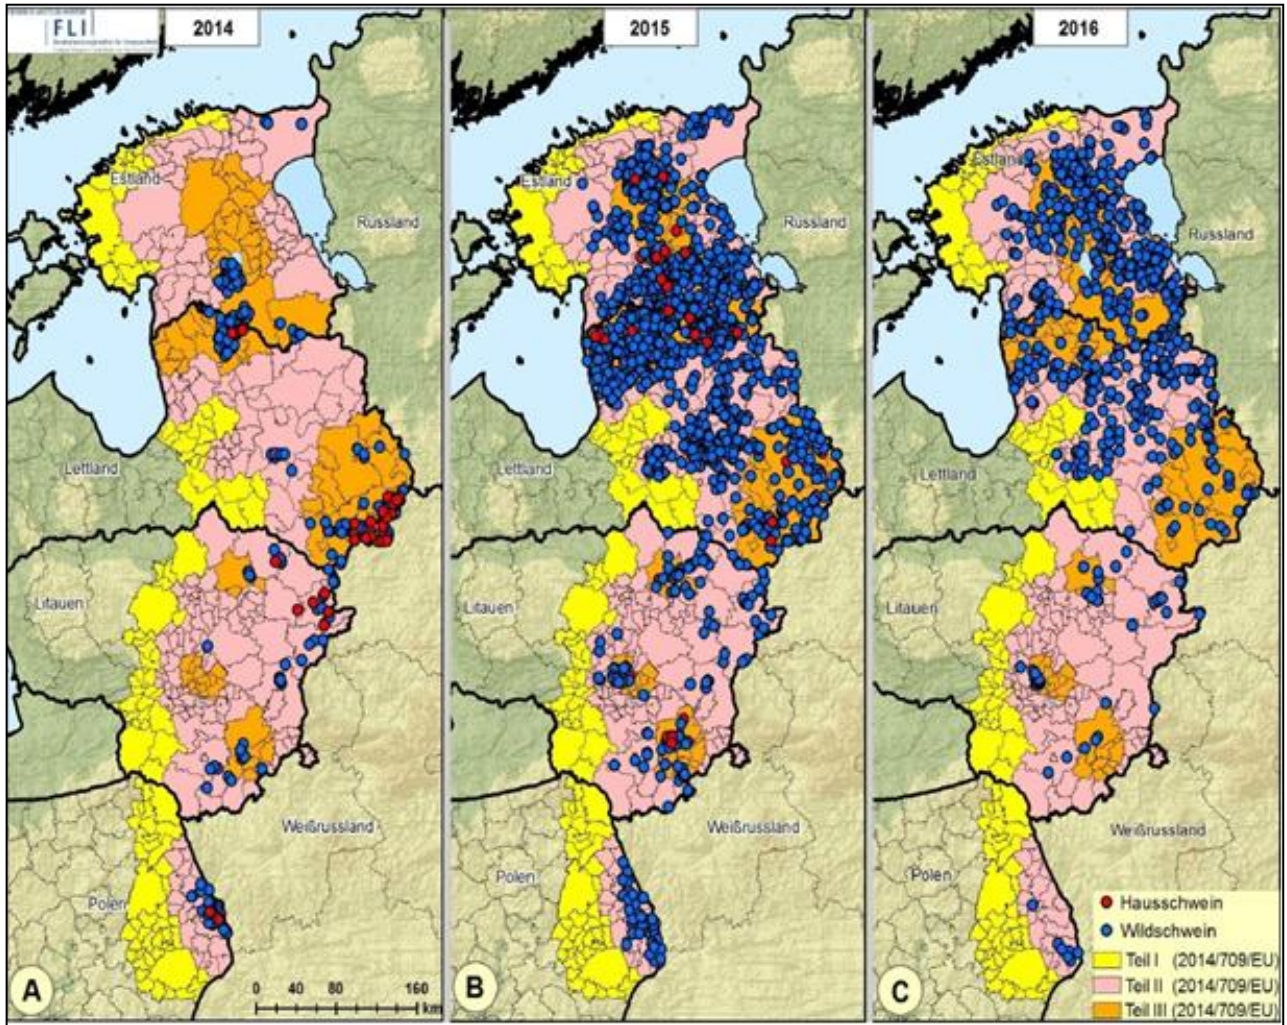 FLI
2014
2015
2016
Estland
Russland
Lettland
Litauen
Weißrussland
Polen
0 40 80 160
km
A
Estland
Russland
Lettland
Litauen
Weißrussland
Polen
B
Estland
Russland
Lettland
Litauen
Weißrussland
Polen
Hausschwein
Wildschwein
Teil I (2014/709/EU)
Teil II (2014/709/EU)
Teil III (2014/709/EU)
C